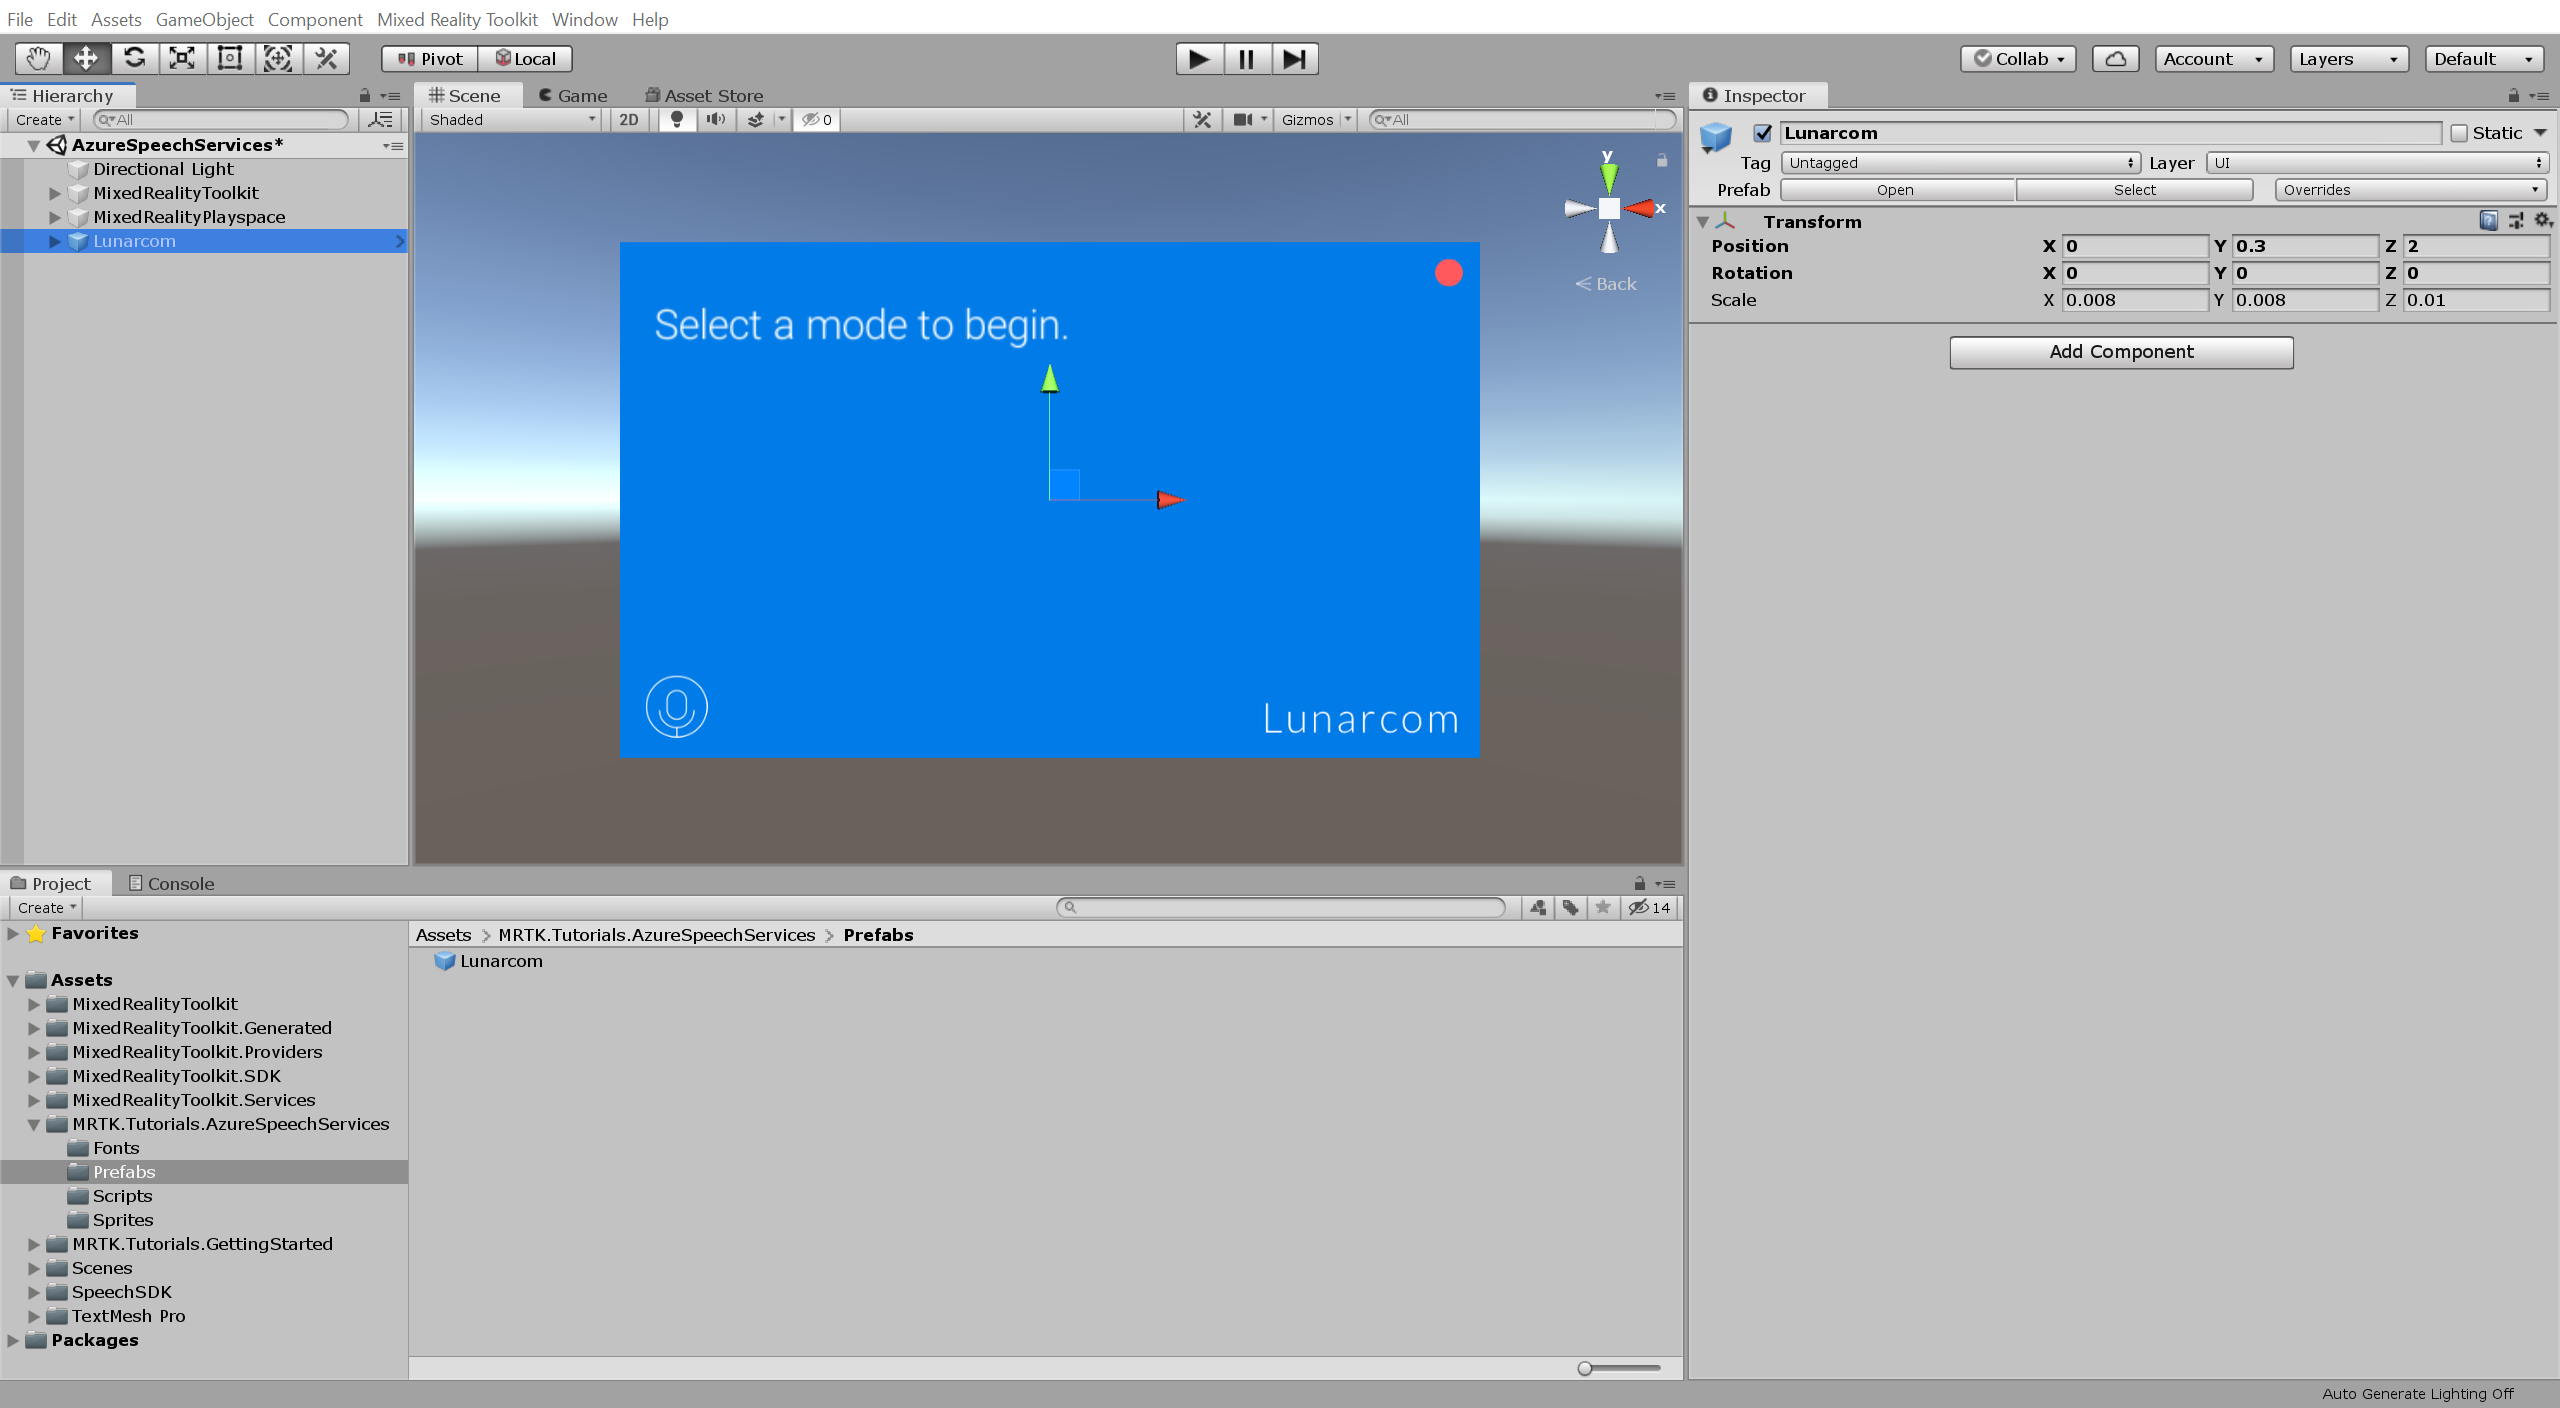 File Edit Assets GameObject Component Mixed Reality Toolkit Window Help
Pivot Local Collab Account Layers Default
Hierarchy
Create All
AzureSpeechServices*
Directional Light
MixedRealityToolkit
MixedRealityPlayspace
Lunarcom
Scene Game Asset Store
Shaded 2D 0 Gizmos All
y
x
Back
Select a mode to begin.
Lunarcom
Inspector
Lunarcom Static
Tag Untagged Layer UI
Prefab Open Select Overrides
Transform
Position X 0 Y 0.3 Z 2
Rotation X 0 Y 0 Z 0
Scale X 0.008 Y 0.008 Z 0.01
Add Component
Project Console
Create 14
Favorites
Assets
MixedRealityToolkit
MixedRealityToolkit.Generated
MixedRealityToolkit.Providers
MixedRealityToolkit.SDK
MixedRealityToolkit.Services
MRTK.Tutorials.AzureSpeechServices
Fonts
Prefabs
Scripts
Sprites
MRTK.Tutorials.GettingStarted
Scenes
SpeechSDK
TextMesh Pro
Packages
Assets > MRTK.Tutorials.AzureSpeechServices > Prefabs
Lunarcom
Auto Generate Lighting Off